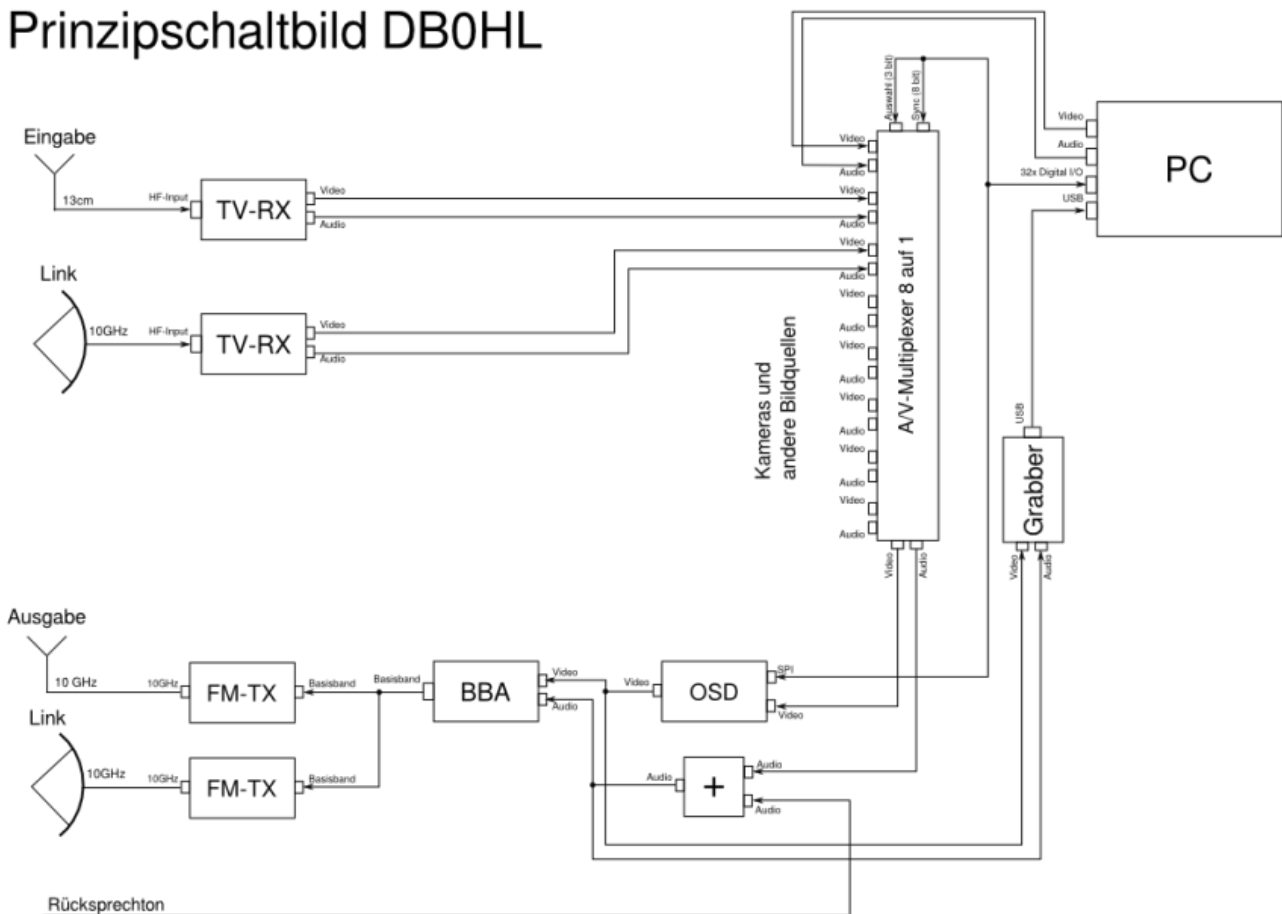 Prinzipschaltbild DB0HL
Auswahl (3 bit)
Sync (8 bit)
Eingabe
13cm
HF-Input
TV-RX
Video
Audio
Link
10GHz
HF-Input
TV-RX
Video
Audio
Video
Audio
Video
Audio
Video
Audio
Video
Audio
Video
Audio
Video
Audio
Video
Audio
Video
Audio
Kameras und
andere Bildquellen
A/V-Multiplexer 8 auf 1
Video
Audio
Video
Audio
32x Digital I/O
USB
PC
USB
Grabber
Video
Audio
Ausgabe
10 GHz
10GHz
FM-TX
Basisband
Basisband
BBA
Video
Audio
Video
OSD
SPI
Video
Link
10GHz
10GHz
FM-TX
Basisband
Audio
+
Audio
Audio
Rücksprechton